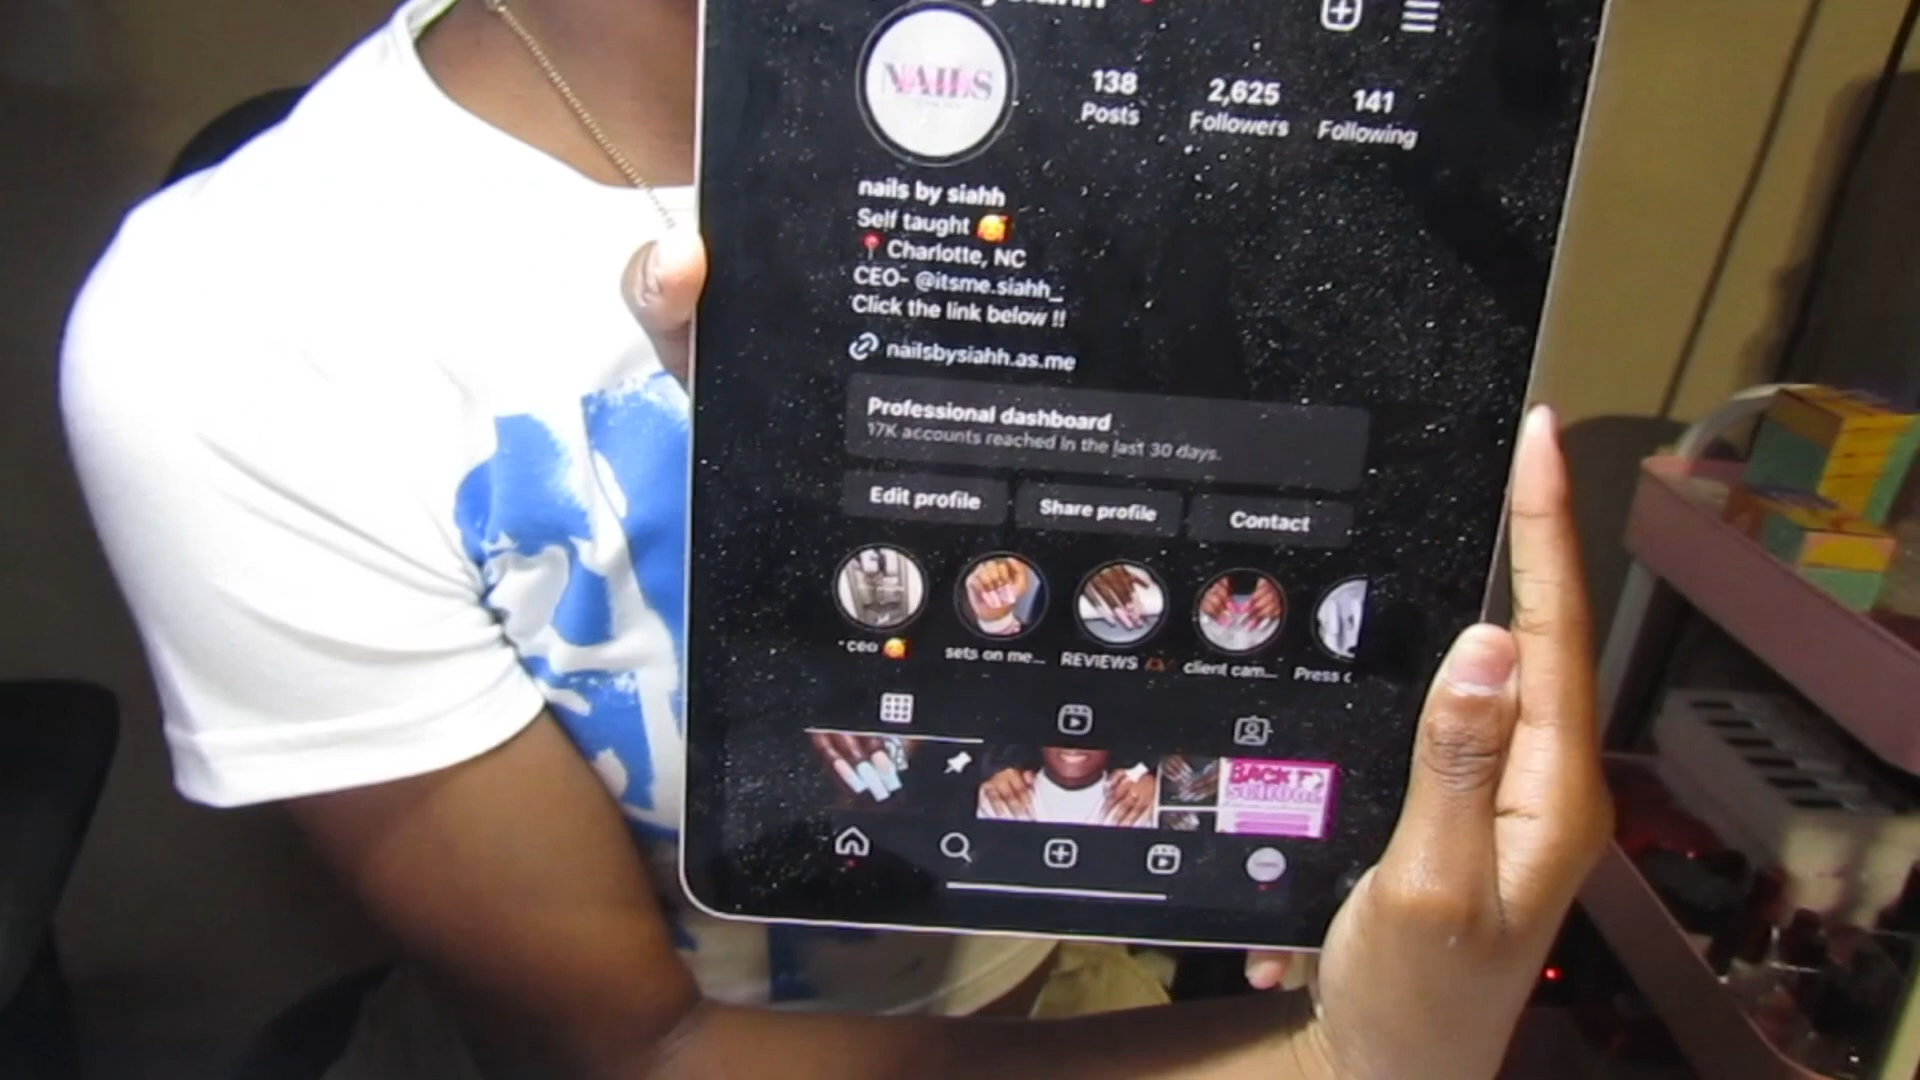 NAILS
138
Posts
2,625
Followers
141
Following
nails by siahh
Self taught 🥰
📍 Charlotte, NC
CEO- @itsme.siahh_
Click the link below !!
nailsbysiahh.as.me
Professional dashboard
17K accounts reached in the last 30 days.
Edit profile
Share profile
Contact
ceo 🥰
sets on me...
REVIEWS
client cam...
Press
BACK TO
SCHOOL